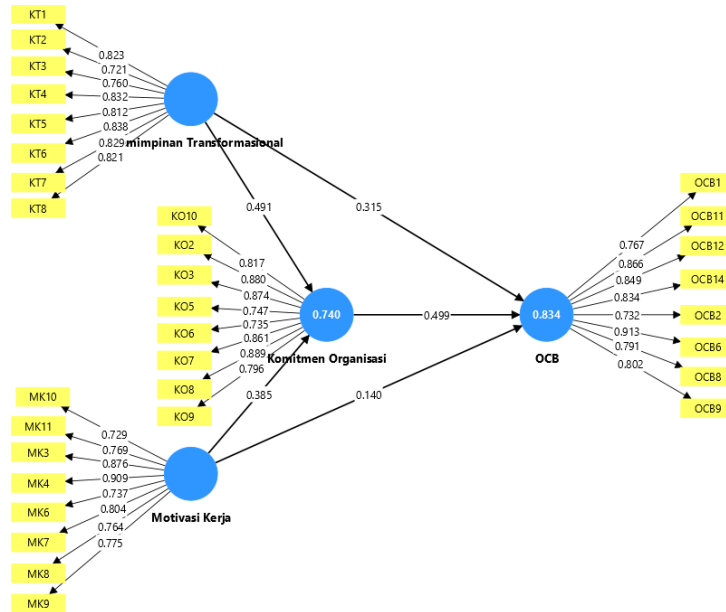 KT1
KT2
KT3
KT4
KT5
KT6
KT7
KT8
0.823
0.721
0.760
0.832
0.812
0.838
0.829
0.821
mimpinan Transformasional
0.491
0.315
KO10
KO2
KO3
KO5
KO6
KO7
KO8
KO9
0.817
0.880
0.874
0.747
0.735
0.861
0.889
0.796
0.740
Komitmen Organisasi
0.499
0.385
0.140
MK10
MK11
MK3
MK4
MK6
MK7
MK8
MK9
0.729
0.769
0.876
0.909
0.737
0.804
0.764
0.775
Motivasi Kerja
0.834
OCB
0.767
0.866
0.849
0.834
0.732
0.913
0.791
0.802
OCB1
OCB11
OCB12
OCB14
OCB2
OCB6
OCB8
OCB9